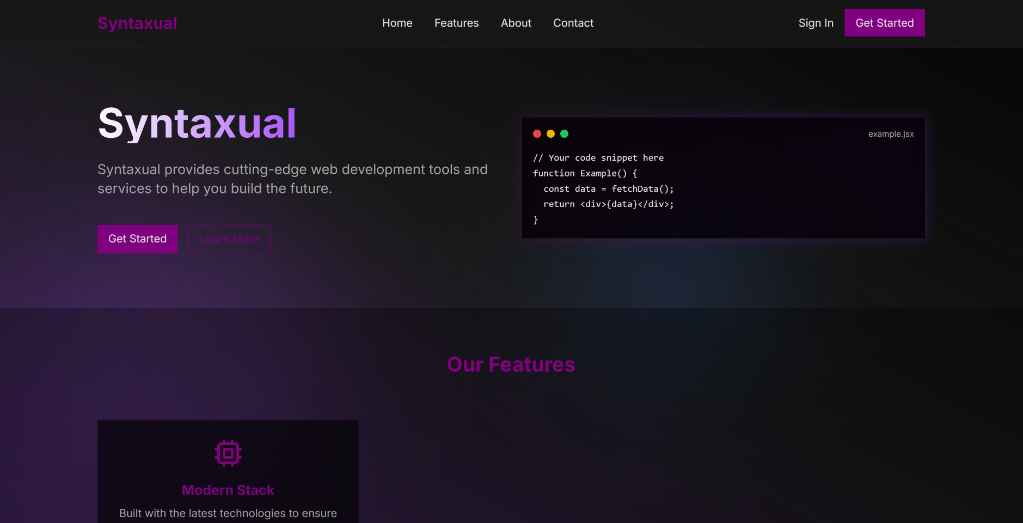 Syntaxual
Home Features About Contact
Sign In Get Started
Syntaxual
Syntaxual provides cutting-edge web development tools and
services to help you build the future.
Get Started Learn More
example.jsx
// Your code snippet here
function Example() {
  const data = fetchData();
  return <div>{data}</div>;
}
Our Features
Modern Stack
Built with the latest technologies to ensure